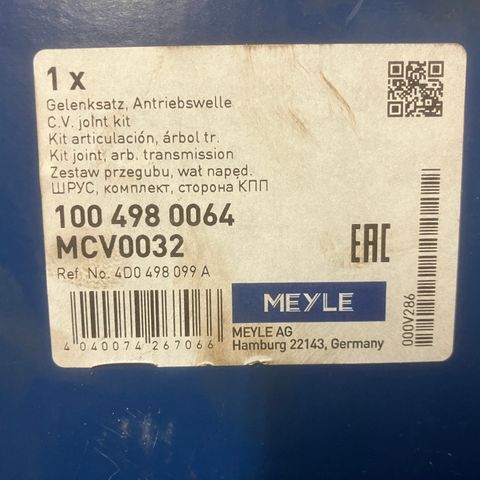 1 x
Gelenksatz, Antriebswelle
C.V. joint kit
Kit articulación, árbol tr.
Kit joint, arb. transmission
Zestaw przegubu, wał napęd.
ШРУС, комплект, сторона КПП
100 498 0064
MCV0032
Ref. No. 4D0 498 099 A
EAC
MEYLE
MEYLE AG
Hamburg 22143, Germany
4 040074 267066
000V286